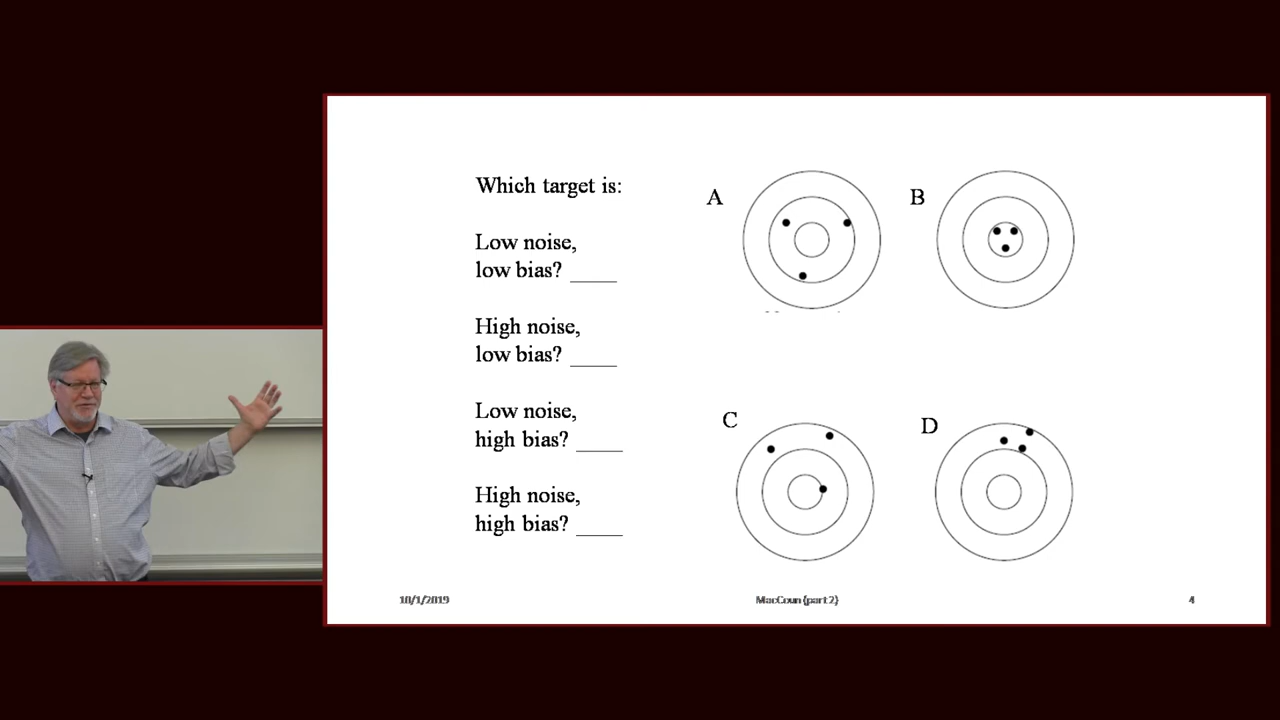 Which target is:
Low noise,
low bias? ____
High noise,
low bias? ____
Low noise,
high bias? ____
High noise,
high bias? ____
A
B
C
D
10/1/2019
MacCoun (part 2)
4